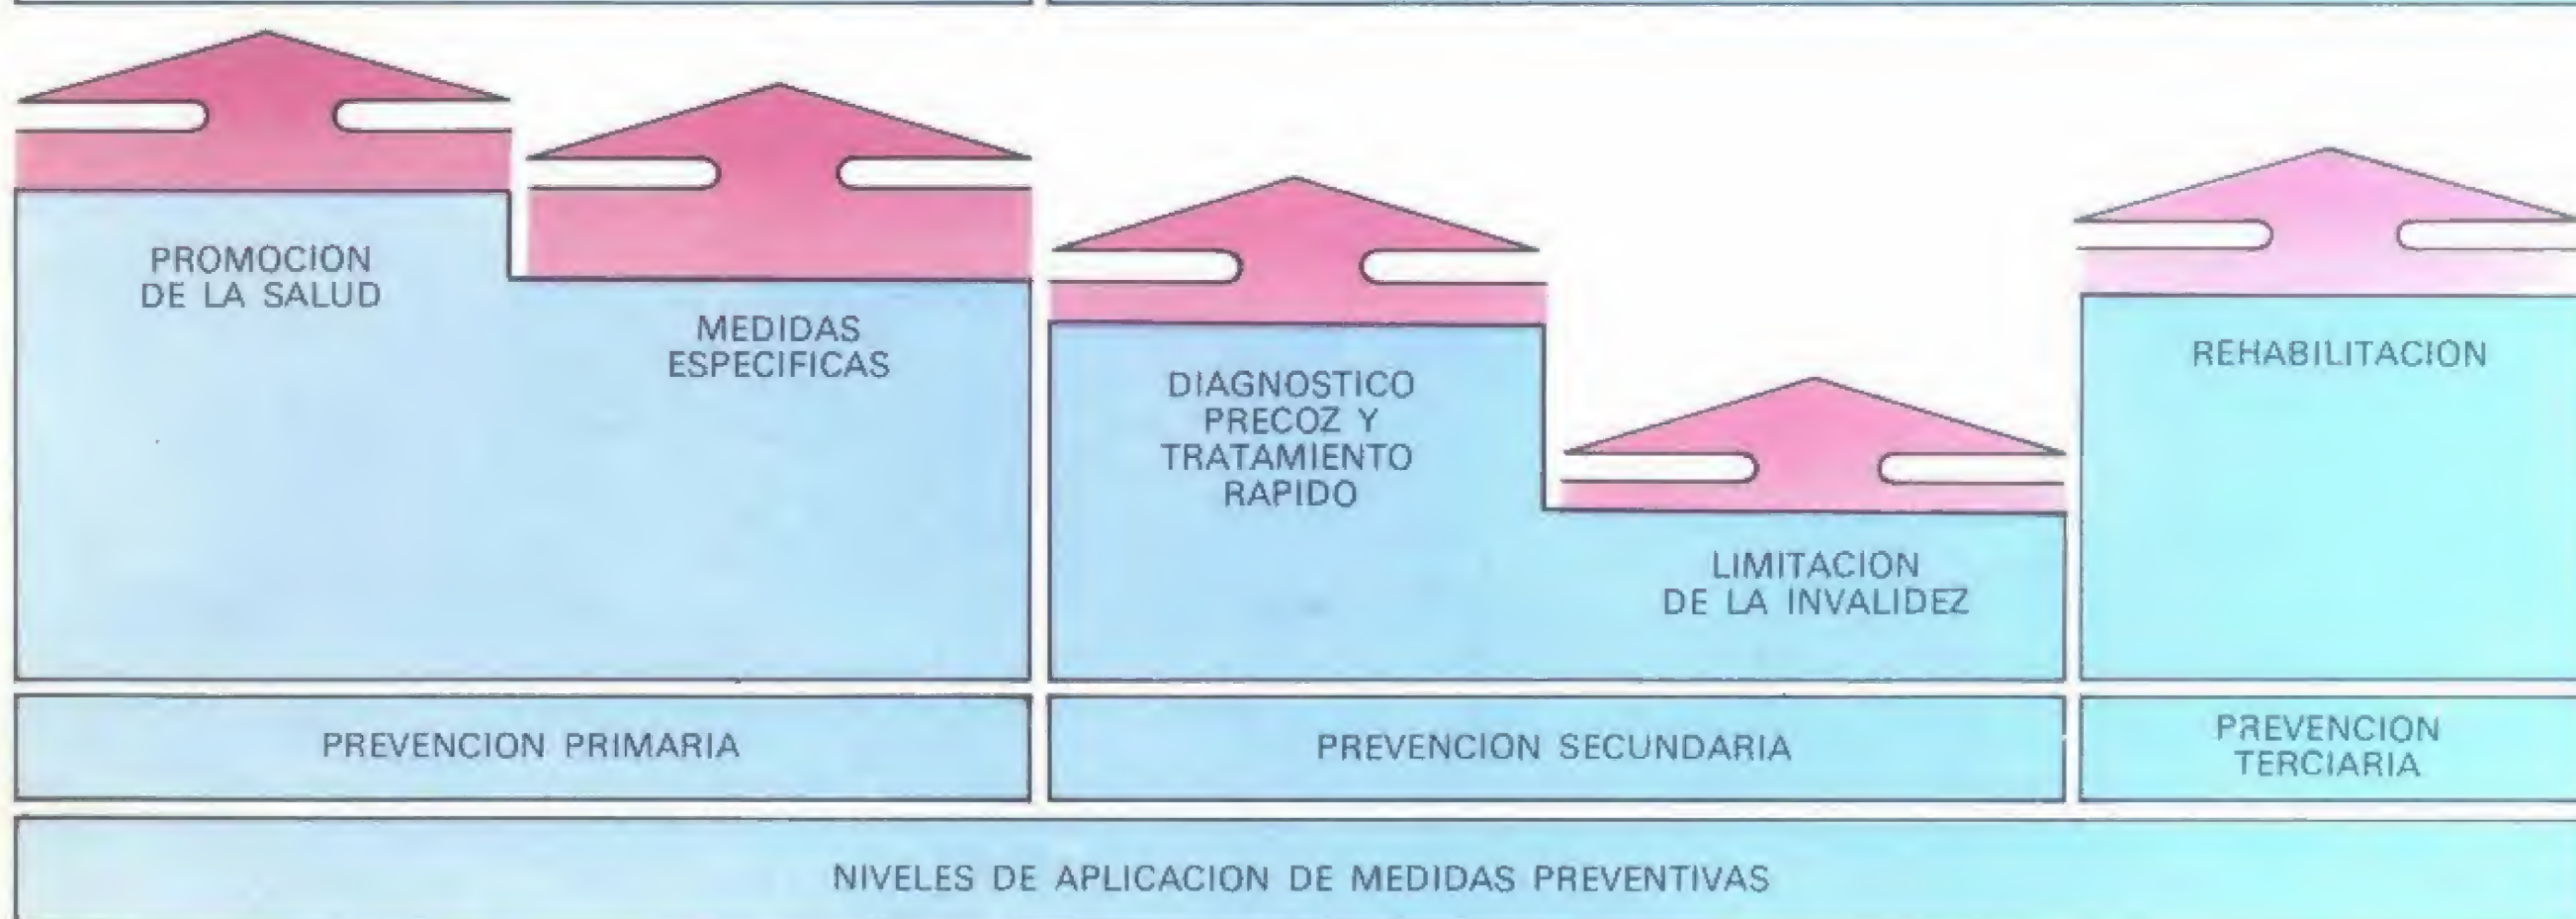 PROMOCION
DE LA SALUD
MEDIDAS
ESPECIFICAS
DIAGNOSTICO
PRECOZ Y
TRATAMIENTO
RAPIDO
LIMITACION
DE LA INVALIDEZ
REHABILITACION
PREVENCION PRIMARIA
PREVENCION SECUNDARIA
PREVENCION
TERCIARIA
NIVELES DE APLICACION DE MEDIDAS PREVENTIVAS